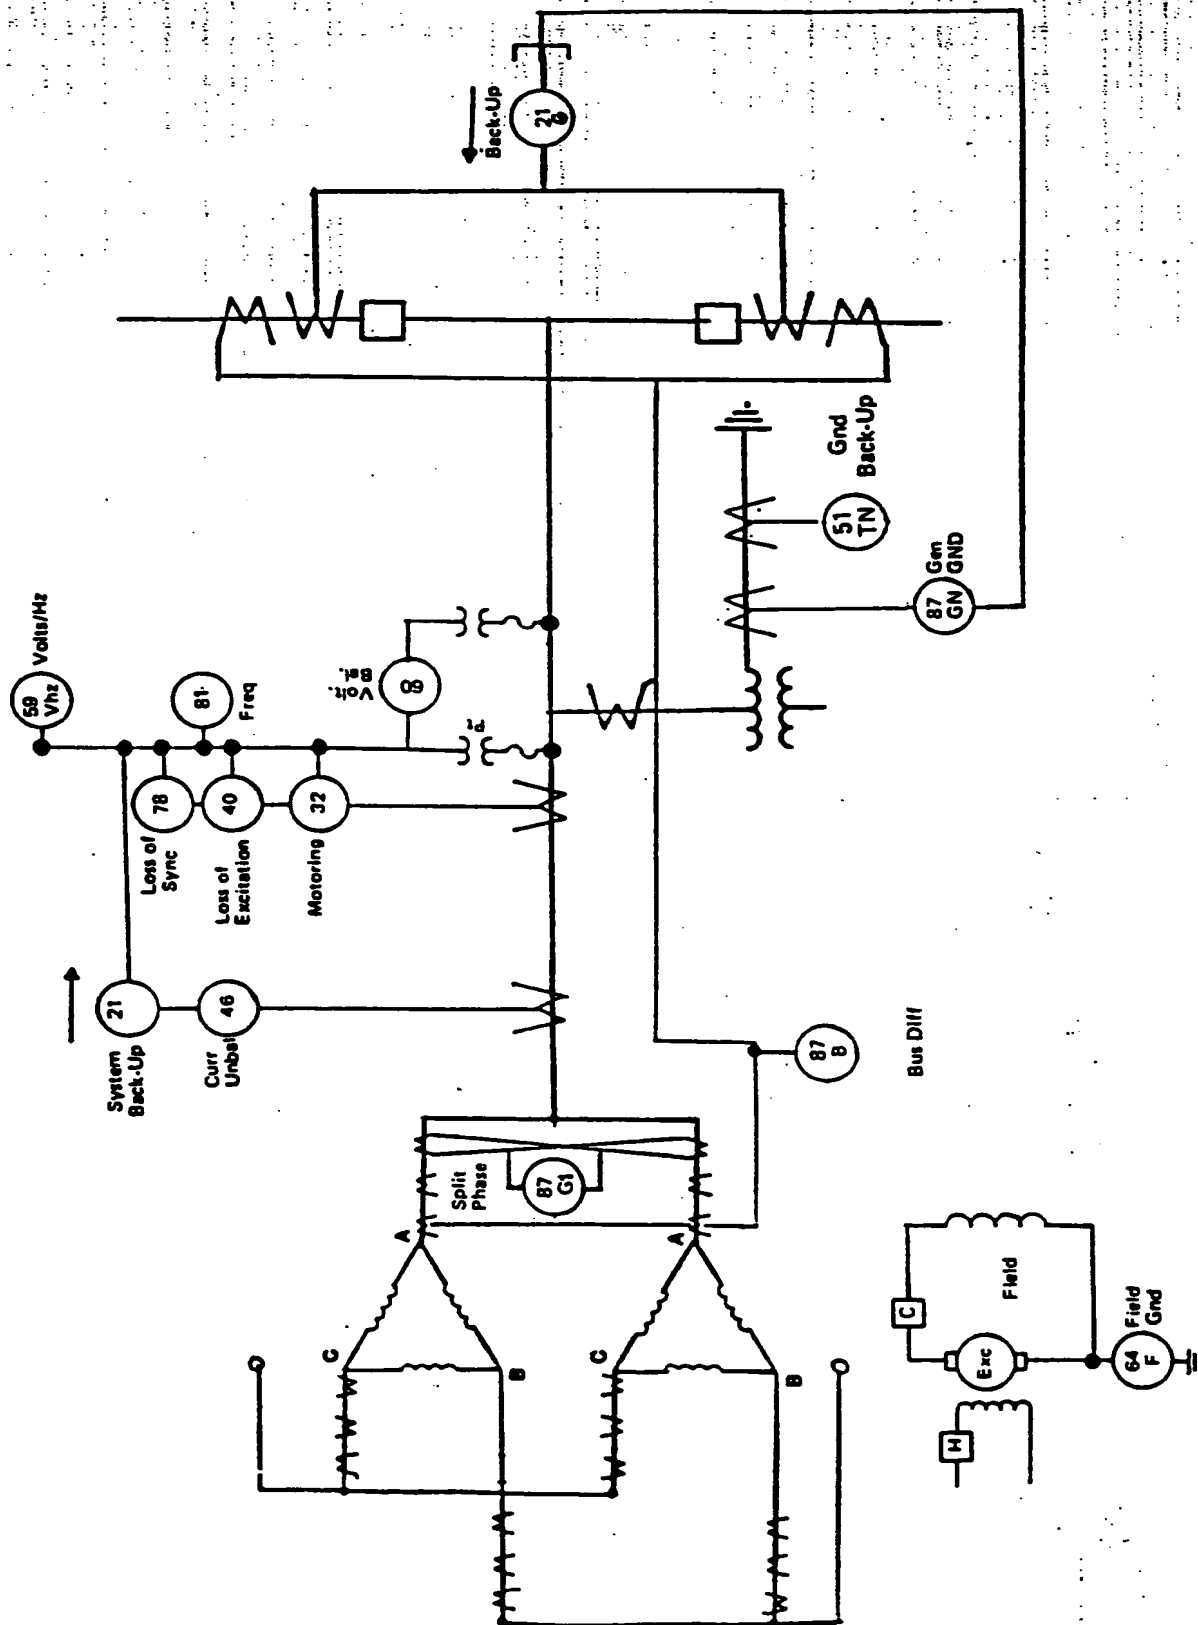 21
G
Back-Up
59
Vhz
Volts/Hz
81
Freq
60
Volt.
Bal.
Pt.
78
Loss of
Sync
40
Loss of
Excitation
32
Motoring
21
System
Back-Up
46
Curr
Unbal
Gnd
Back-Up
51
TN
87
GN
Gen
GND
87
B
Bus Diff
Split
Phase
87
G1
A
C
B
A
C
B
C
Field
Exc
H
64
F
Field
Gnd